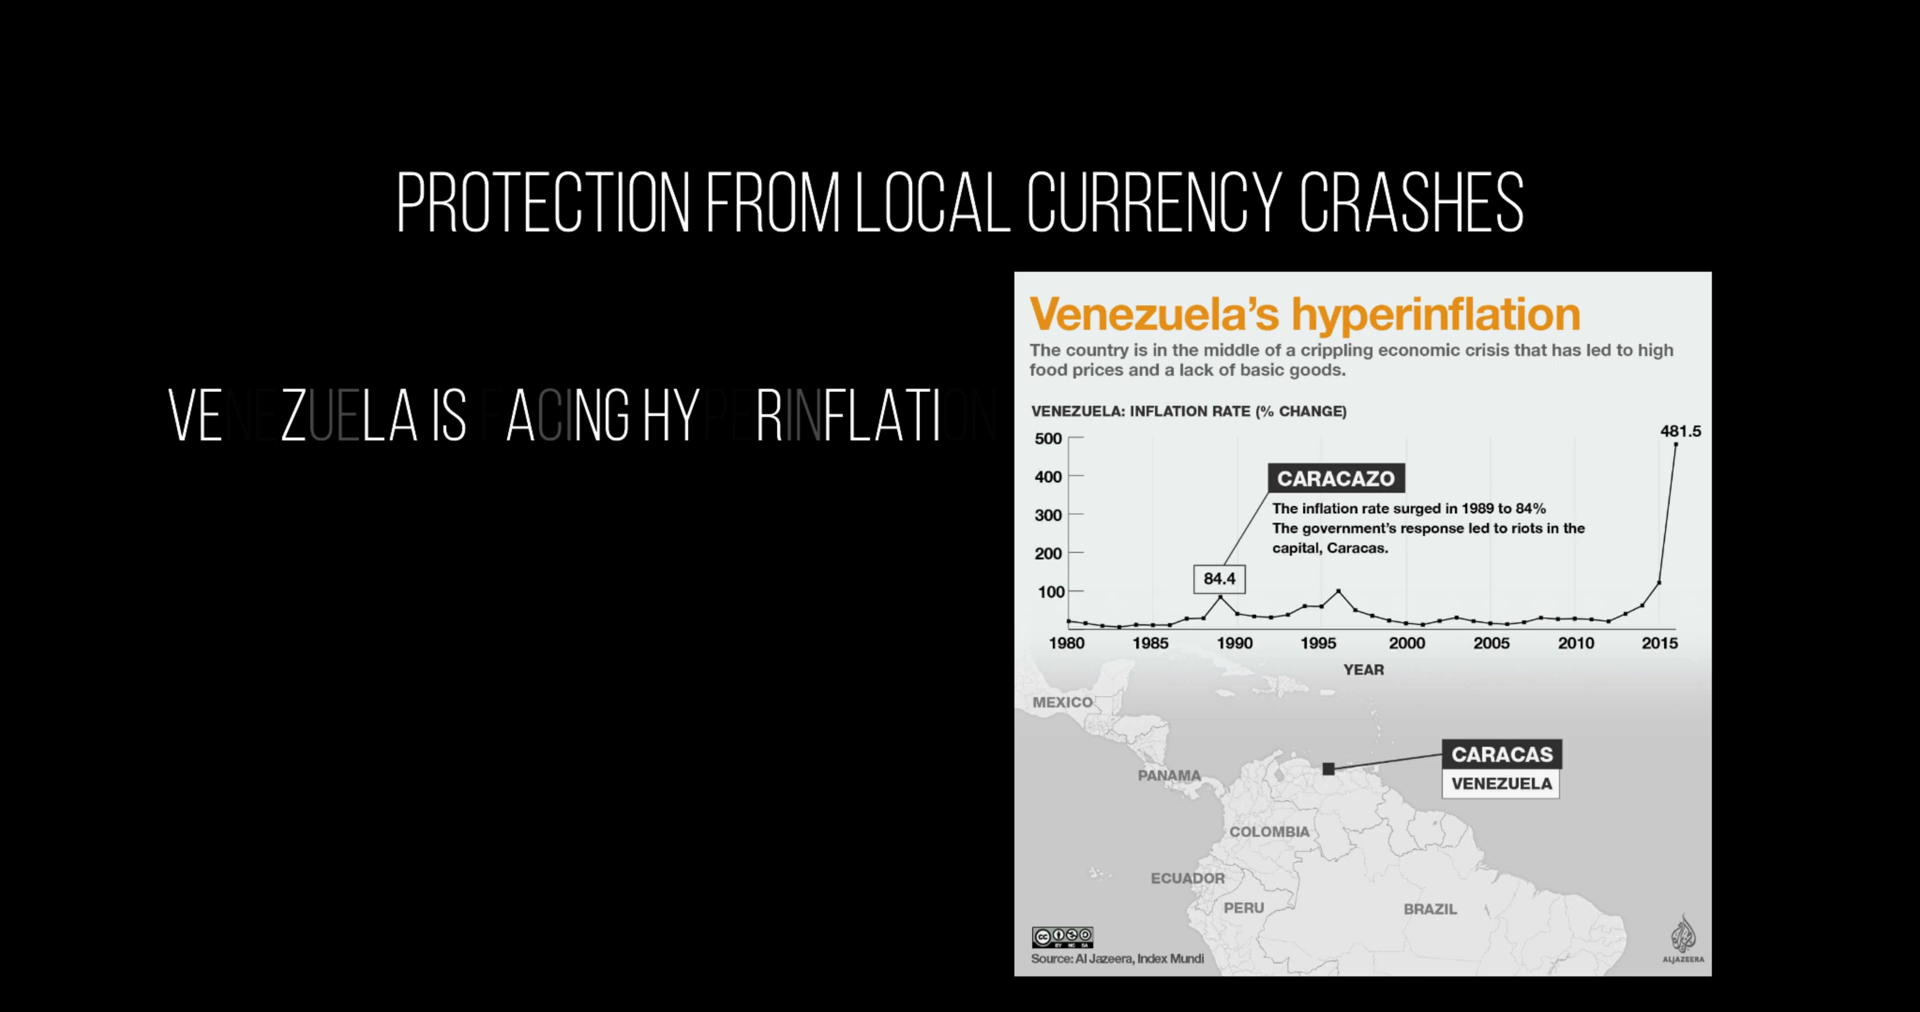 PROTECTION FROM LOCAL CURRENCY CRASHES
VENEZUELA IS FACING HYPERINFLATION
Venezuela's hyperinflation
The country is in the middle of a crippling economic crisis that has led to high
food prices and a lack of basic goods.
VENEZUELA: INFLATION RATE (% CHANGE)
481.5
500
400
300
200
100
CARACAZO
The inflation rate surged in 1989 to 84%
The government's response led to riots in the
capital, Caracas.
84.4
1980 1985 1990 1995 2000 2005 2010 2015
YEAR
MEXICO
PANAMA
CARACAS
VENEZUELA
COLOMBIA
ECUADOR
PERU
BRAZIL
cc
BY NC SA
Source: Al Jazeera, Index Mundi
ALJAZEERA